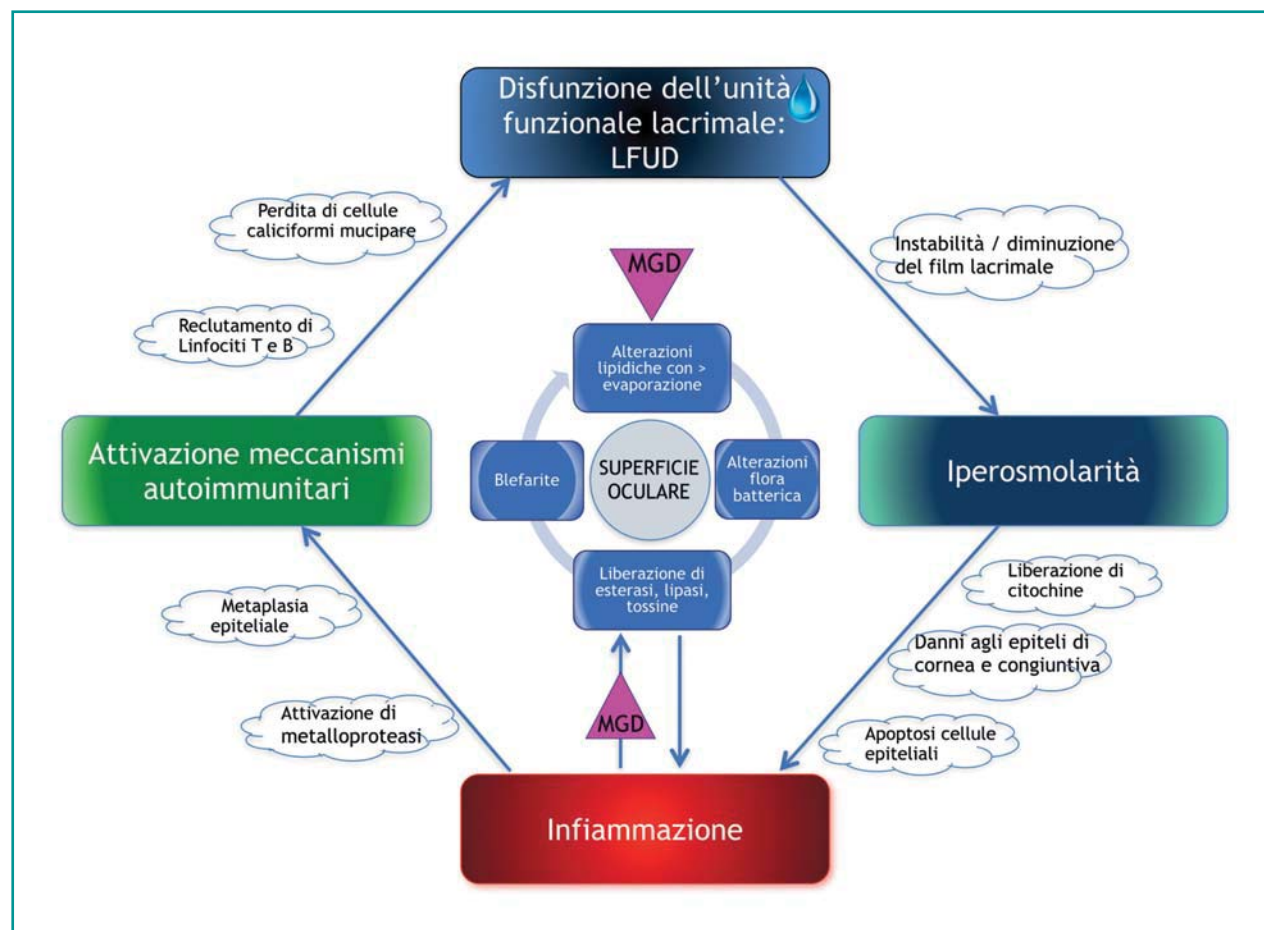 Disfunzione dell'unità
funzionale lacrimale:
LFUD
Perdita di cellule
caliciformi mucipare
Instabilità / diminuzione
del film lacrimale
MGD
Reclutamento di
Linfociti T e B
Alterazioni
lipidiche con >
evaporazione
Attivazione meccanismi
autoimmunitari
Blefarite
SUPERFICIE
OCULARE
Alterazioni
flora
batterica
Iperosmolarità
Liberazione di
esterasi, lipasi,
tossine
Liberazione di
citochine
Metaplasia
epiteliale
Danni agli epiteli di
cornea e congiuntiva
Attivazione di
metalloproteasi
MGD
Apoptosi cellule
epiteliali
Infiammazione